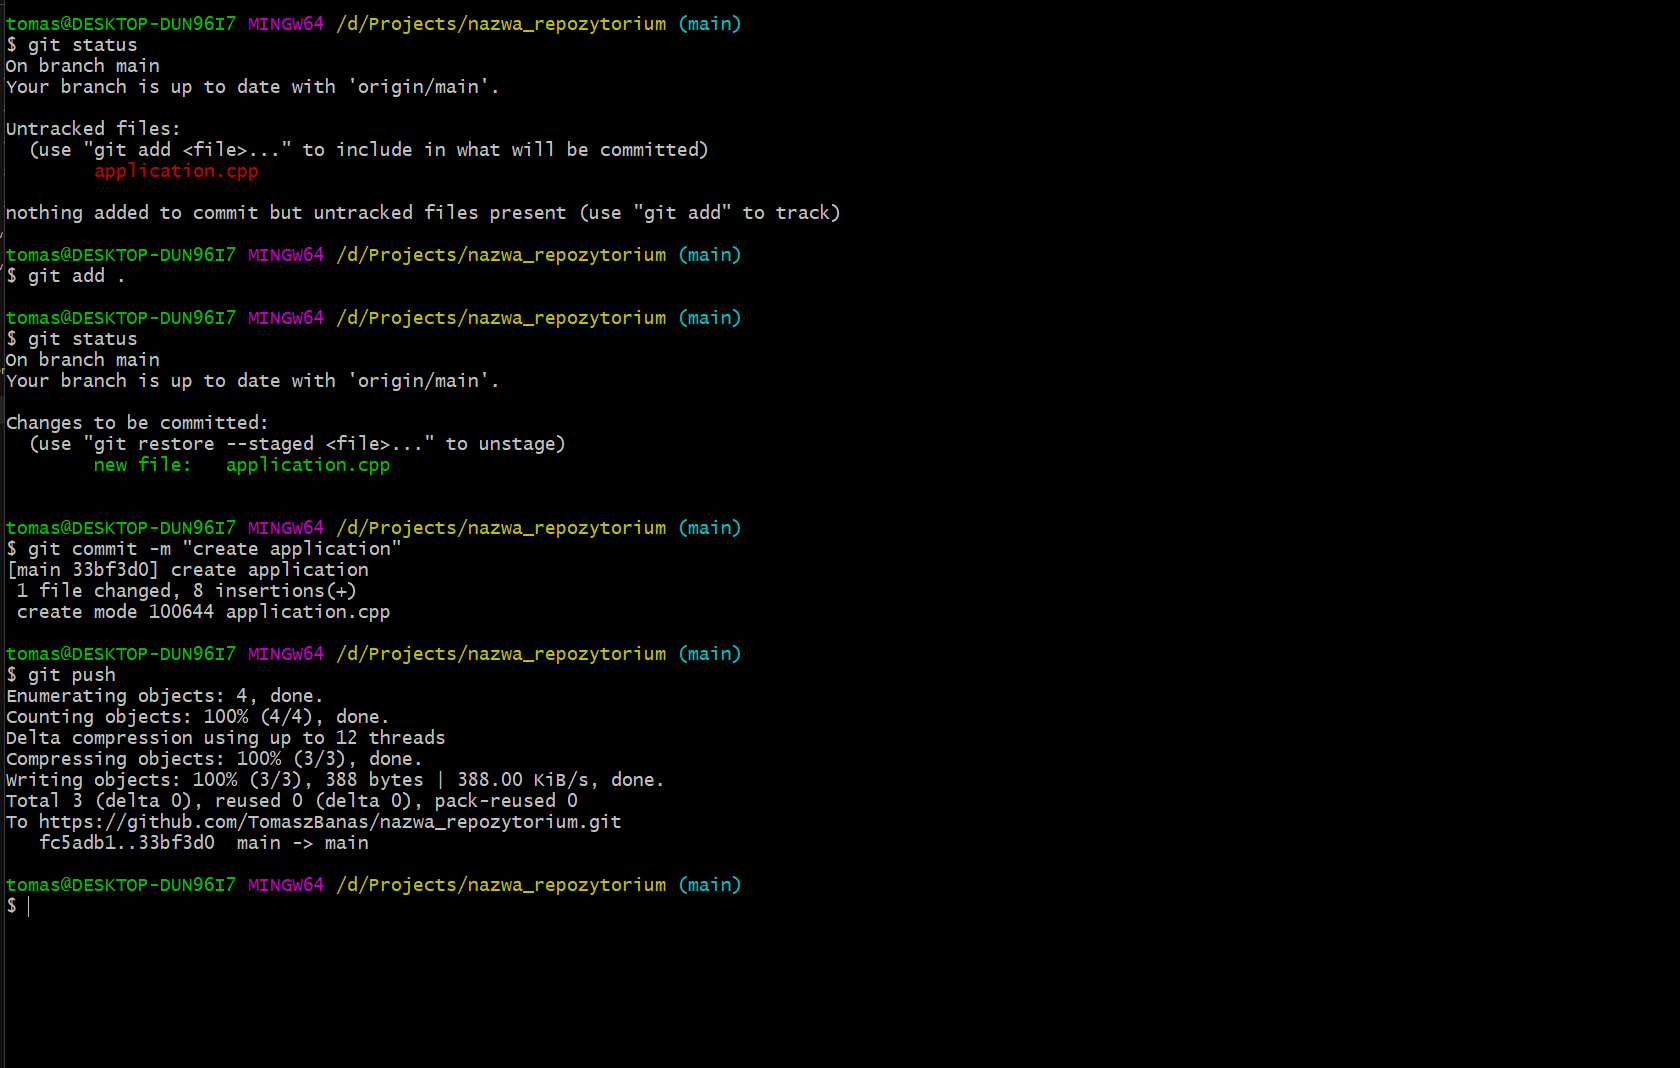 tomas@DESKTOP-DUN96I7 MINGW64 /d/Projects/nazwa_repozytorium (main)
$ git status
On branch main
Your branch is up to date with 'origin/main'.
Untracked files:
  (use "git add <file>..." to include in what will be committed)
        application.cpp
nothing added to commit but untracked files present (use "git add" to track)
tomas@DESKTOP-DUN96I7 MINGW64 /d/Projects/nazwa_repozytorium (main)
$ git add .
tomas@DESKTOP-DUN96I7 MINGW64 /d/Projects/nazwa_repozytorium (main)
$ git status
On branch main
Your branch is up to date with 'origin/main'.
Changes to be committed:
  (use "git restore --staged <file>..." to unstage)
        new file:   application.cpp
tomas@DESKTOP-DUN96I7 MINGW64 /d/Projects/nazwa_repozytorium (main)
$ git commit -m "create application"
[main 33bf3d0] create application
 1 file changed, 8 insertions(+)
 create mode 100644 application.cpp
tomas@DESKTOP-DUN96I7 MINGW64 /d/Projects/nazwa_repozytorium (main)
$ git push
Enumerating objects: 4, done.
Counting objects: 100% (4/4), done.
Delta compression using up to 12 threads
Compressing objects: 100% (3/3), done.
Writing objects: 100% (3/3), 388 bytes | 388.00 KiB/s, done.
Total 3 (delta 0), reused 0 (delta 0), pack-reused 0
To https://github.com/TomaszBanas/nazwa_repozytorium.git
   fc5adb1..33bf3d0  main -> main
tomas@DESKTOP-DUN96I7 MINGW64 /d/Projects/nazwa_repozytorium (main)
$